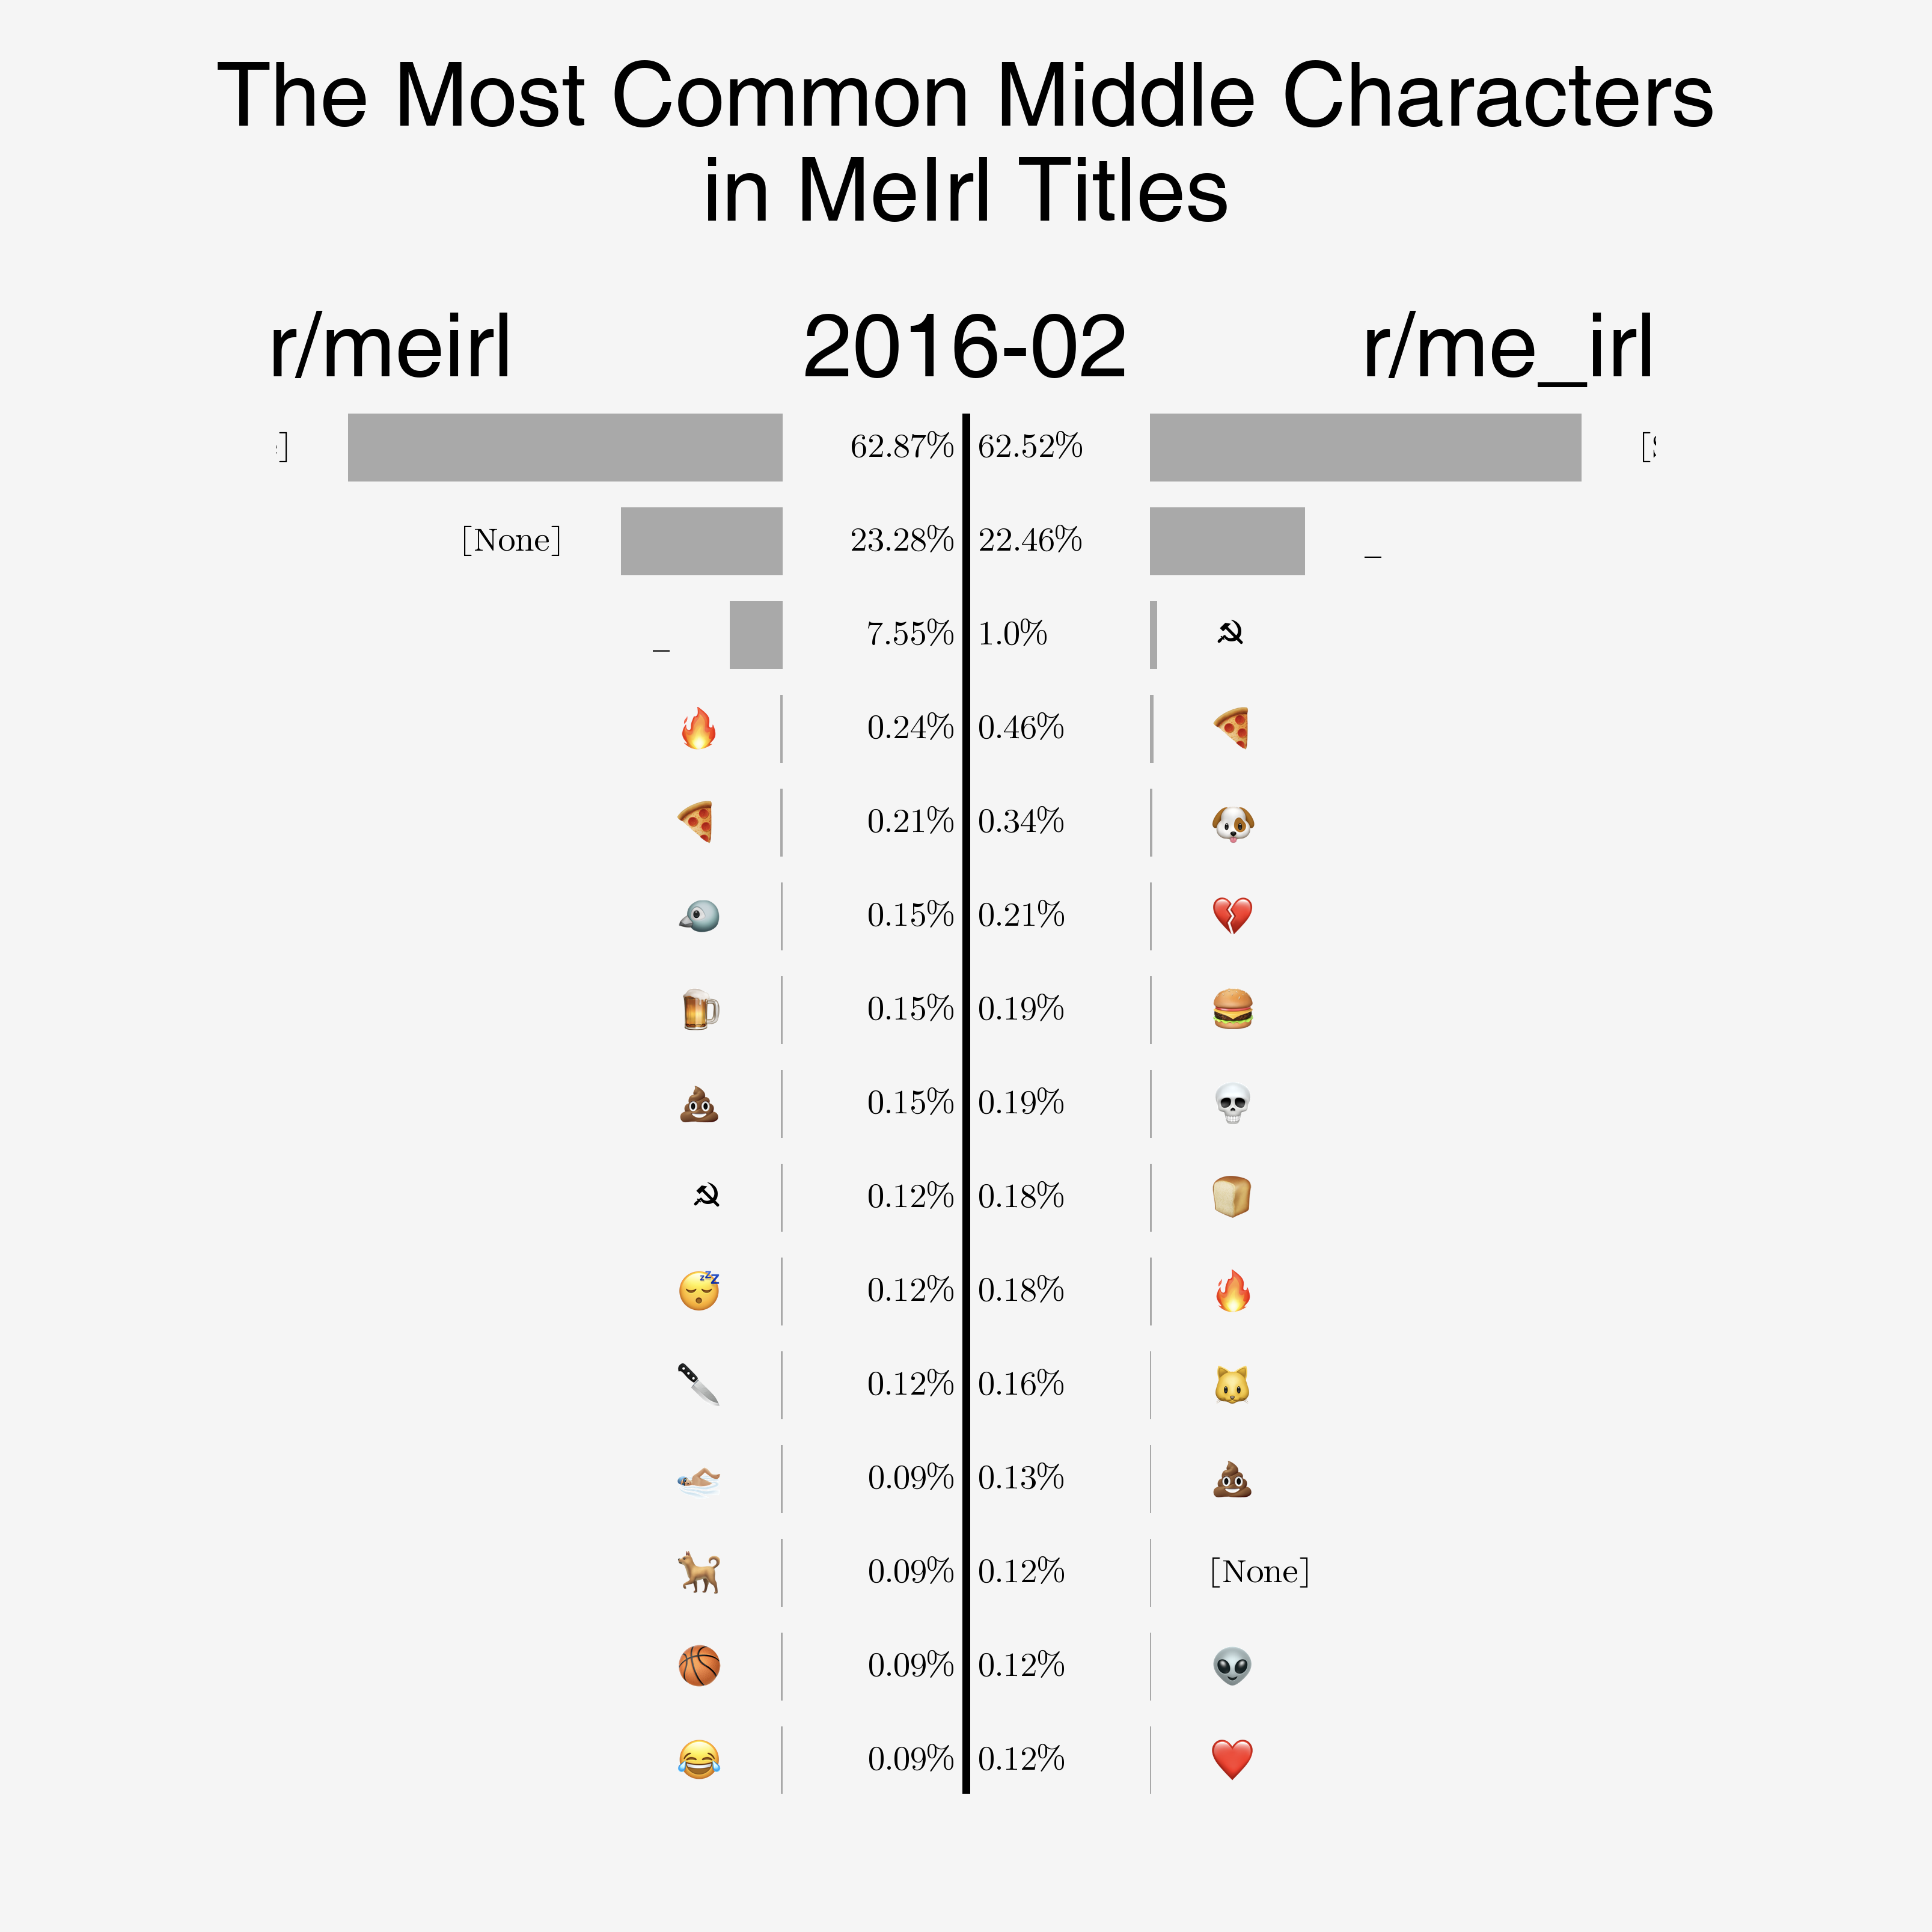 The Most Common Middle Characters
in MeIrl Titles
r/meirl 2016-02 r/me_irl
] 62.87% 62.52% [
[None] 23.28% 22.46% _
_ 7.55% 1.0% ☭
🔥 0.24% 0.46% 🍕
🍕 0.21% 0.34% 🐶
🐦 0.15% 0.21% 💔
🍺 0.15% 0.19% 🍔
💩 0.15% 0.19% 💀
☭ 0.12% 0.18% 🍞
😴 0.12% 0.18% 🔥
🔪 0.12% 0.16% 🐱
🏊🏼 0.09% 0.13% 💩
🐕 0.09% 0.12% [None]
🏀 0.09% 0.12% 👽
😂 0.09% 0.12% ❤️